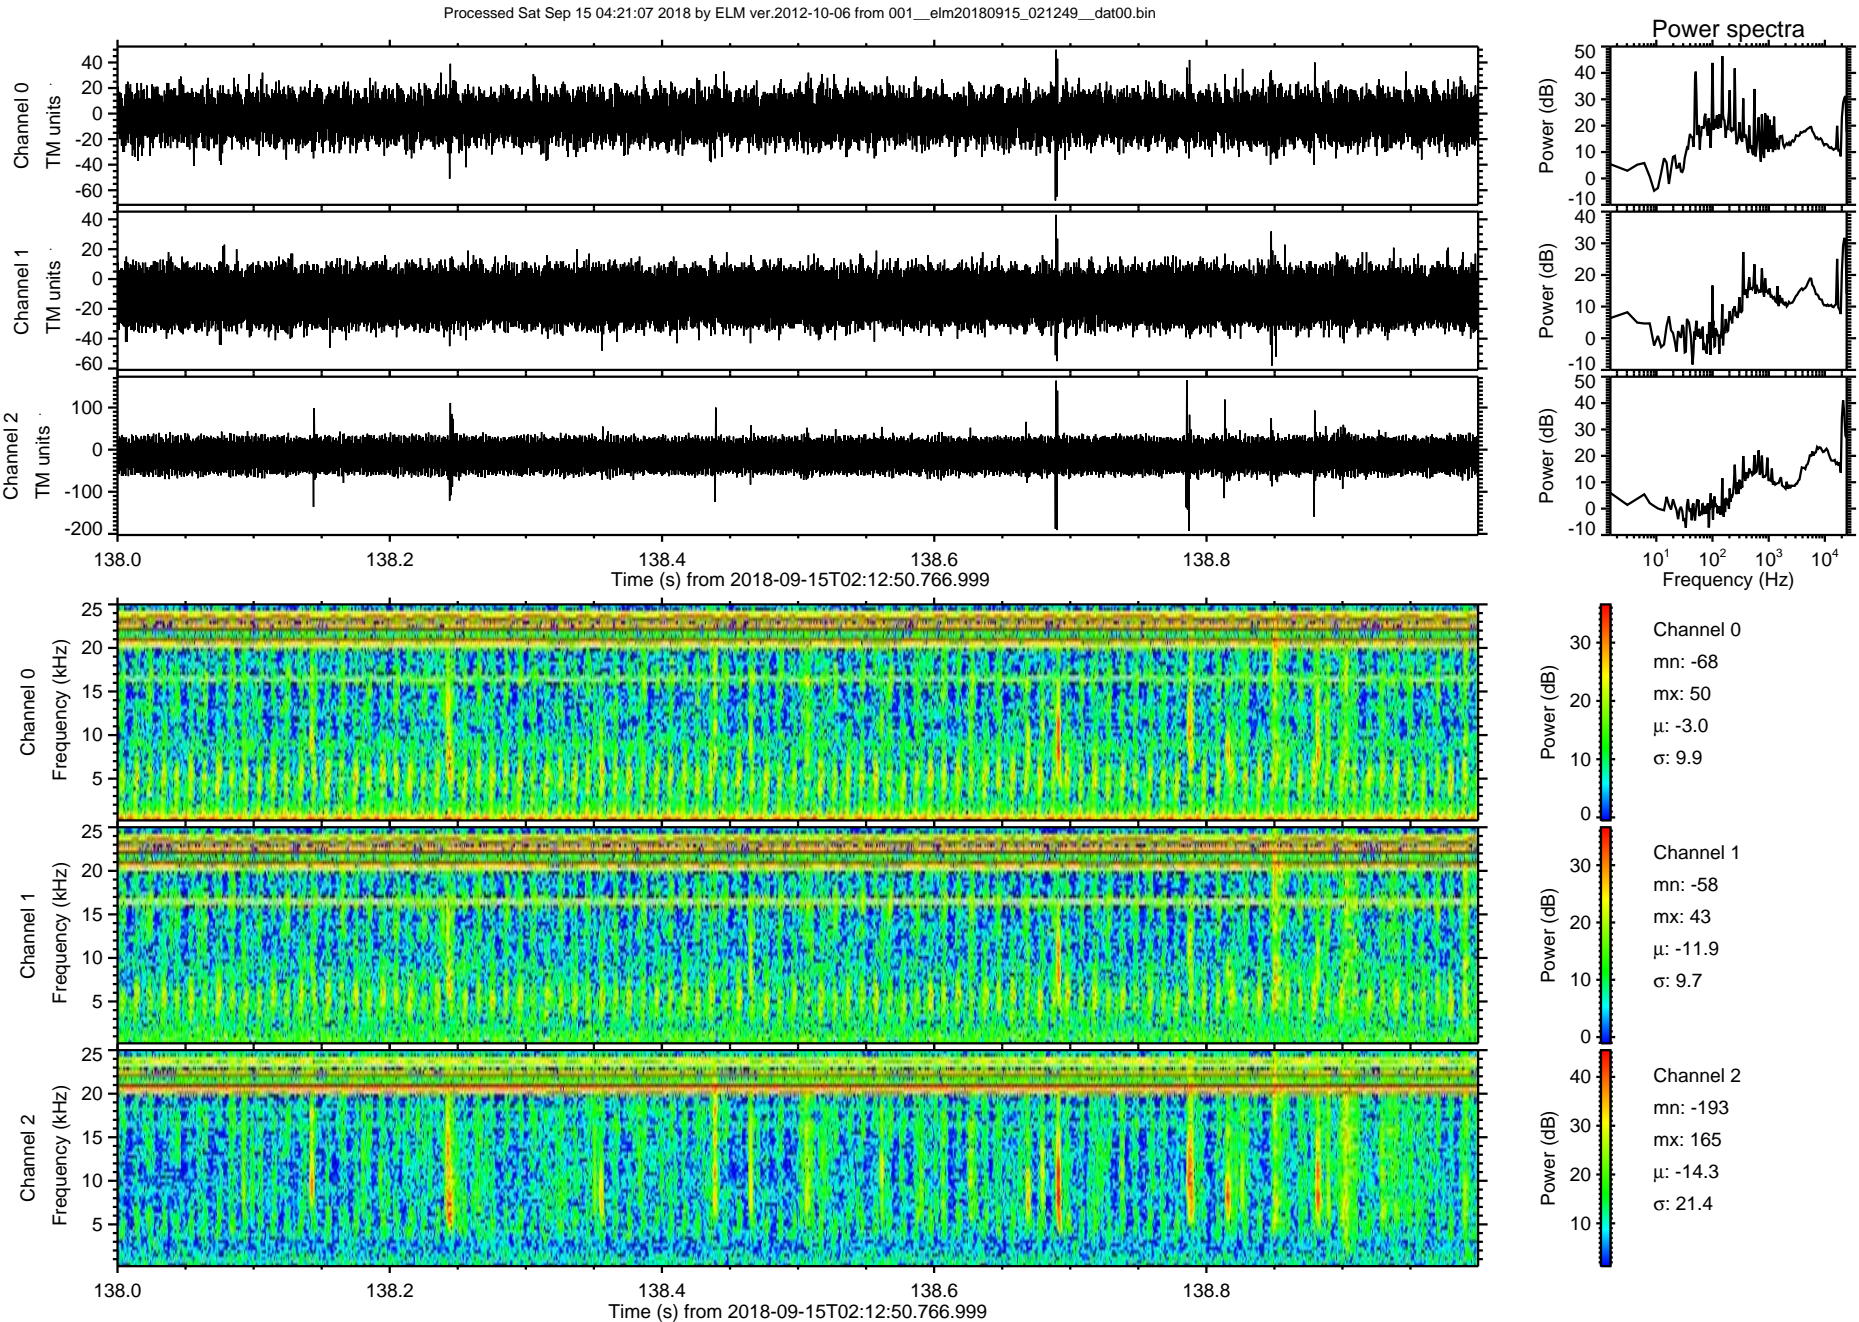 Processed Sat Sep 15 04:21:07 2018 by ELM ver.2012-10-06 from 001__elm20180915_021249__dat00.bin
Power spectra
Channel 0
TM units
40
20
0
-20
-40
-60
Power (dB)
50
40
30
20
10
0
-10
Channel 1
TM units
40
20
0
-20
-40
-60
Power (dB)
40
30
20
10
0
-10
Channel 2
TM units
100
0
-100
-200
Power (dB)
50
40
30
20
10
0
-10
138.0 138.2 138.4 138.6 138.8
Time (s) from 2018-09-15T02:12:50.766.999
10¹ 10² 10³ 10⁴
Frequency (Hz)
Channel 0
Frequency (kHz)
25
20
15
10
5
Power (dB)
30
20
10
0
Channel 0
mn: -68
mx: 50
μ: -3.0
σ: 9.9
Channel 1
Frequency (kHz)
25
20
15
10
5
Power (dB)
30
20
10
0
Channel 1
mn: -58
mx: 43
μ: -11.9
σ: 9.7
Channel 2
Frequency (kHz)
25
20
15
10
5
Power (dB)
40
30
20
10
Channel 2
mn: -193
mx: 165
μ: -14.3
σ: 21.4
138.0 138.2 138.4 138.6 138.8
Time (s) from 2018-09-15T02:12:50.766.999